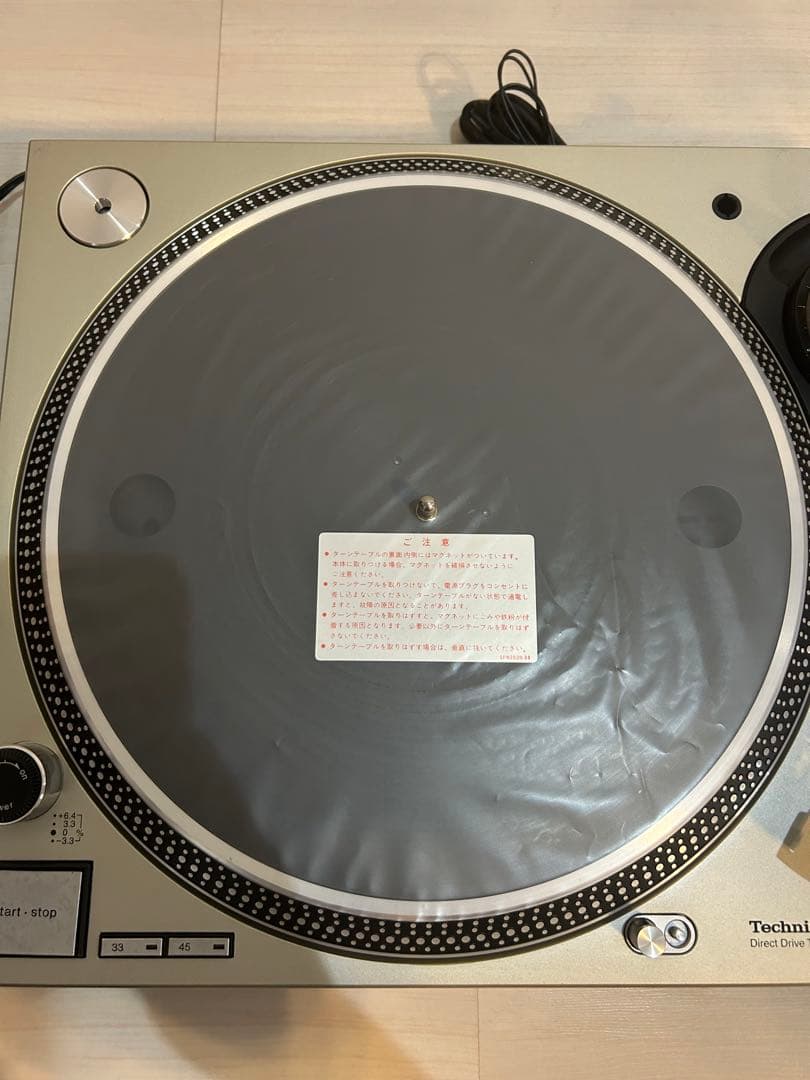 ご 注 意
● ターンテーブルの裏面内側にはマグネットがついています。
本体に取りつける場合、マグネットを破損させないように
ご注意ください。
● ターンテーブルを取りつけないで、電源プラグをコンセントに
差し込まないでください。ターンテーブルがない状態で通電し
ますと、故障の原因となることがあります。
● ターンテーブルを取りはずすと、マグネットにごみや鉄粉が付
着する原因となります。必要以外にターンテーブルを取りはず
さないでください。
● ターンテーブルを取りはずす場合は、垂直に抜いてください。
on
wer
+6.4
3.3
0 %
-3.3
tart・stop
33 45
Techni
Direct Drive T